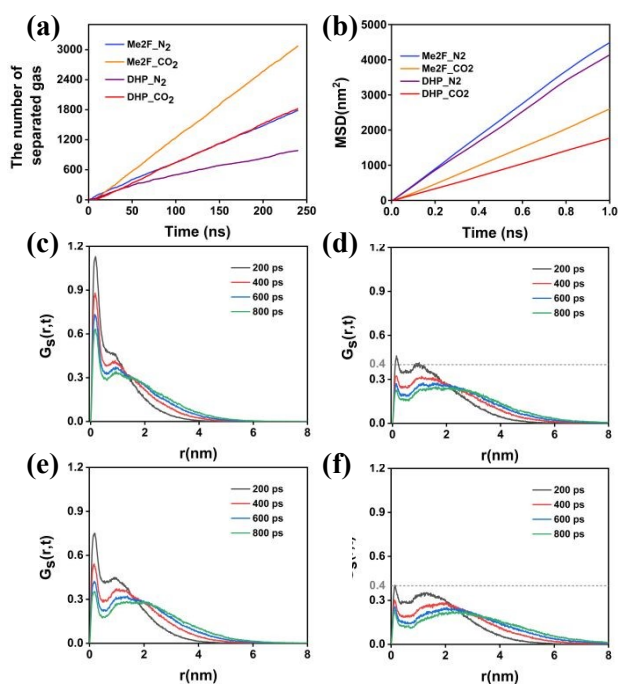 (a)
The number of
separated gas
3000
2400
1800
1200
600
0
Me2F_N2
Me2F_CO2
DHP_N2
DHP_CO2
0 50 100 150 200 250
Time (ns)
(b)
MSD(nm2)
5000
4000
3000
2000
1000
0
Me2F_N2
Me2F_CO2
DHP_N2
DHP_CO2
0.0 0.2 0.4 0.6 0.8 1.0
Time (ns)
(c)
Gs(r,t)
1.2
0.9
0.6
0.3
0.0
200 ps
400 ps
600 ps
800 ps
0 2 4 6 8
r(nm)
(d)
Gs(r,t)
1.2
0.9
0.6
0.4
0.3
0.0
200 ps
400 ps
600 ps
800 ps
0 2 4 6 8
r(nm)
(e)
Gs(r,t)
1.2
0.9
0.6
0.3
0.0
200 ps
400 ps
600 ps
800 ps
0 2 4 6 8
r(nm)
(f)
1.2
0.9
0.6
0.4
0.3
0.0
200 ps
400 ps
600 ps
800 ps
0 2 4 6 8
r(nm)